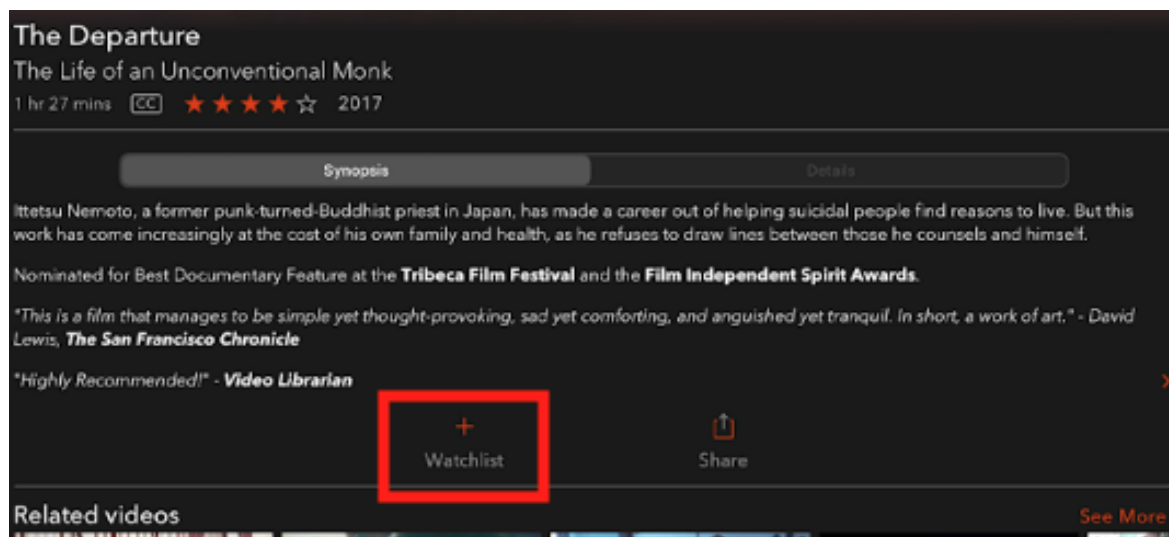 The Departure
The Life of an Unconventional Monk
1 hr 27 mins CC 2017
Synopsis Details
Ittetsu Nemoto, a former punk-turned-Buddhist priest in Japan, has made a career out of helping suicidal people find reasons to live. But this
work has come increasingly at the cost of his own family and health, as he refuses to draw lines between those he counsels and himself.
Nominated for Best Documentary Feature at the Tribeca Film Festival and the Film Independent Spirit Awards.
"This is a film that manages to be simple yet thought-provoking, sad yet comforting, and anguished yet tranquil. In short, a work of art." - David
Lewis, The San Francisco Chronicle
"Highly Recommended!" - Video Librarian
Watchlist Share
Related videos See More